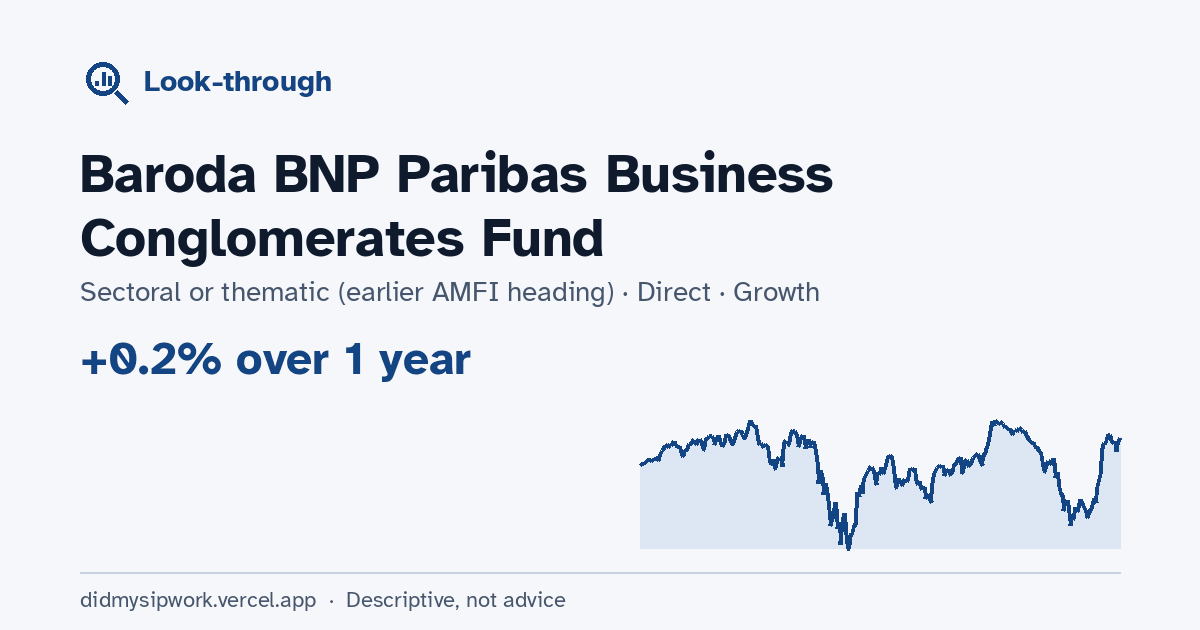 Look-through
Baroda BNP Paribas Business
Conglomerates Fund
Sectoral or thematic (earlier AMFI heading) · Direct · Growth
+0.2% over 1 year
didmysipwork.vercel.app · Descriptive, not advice